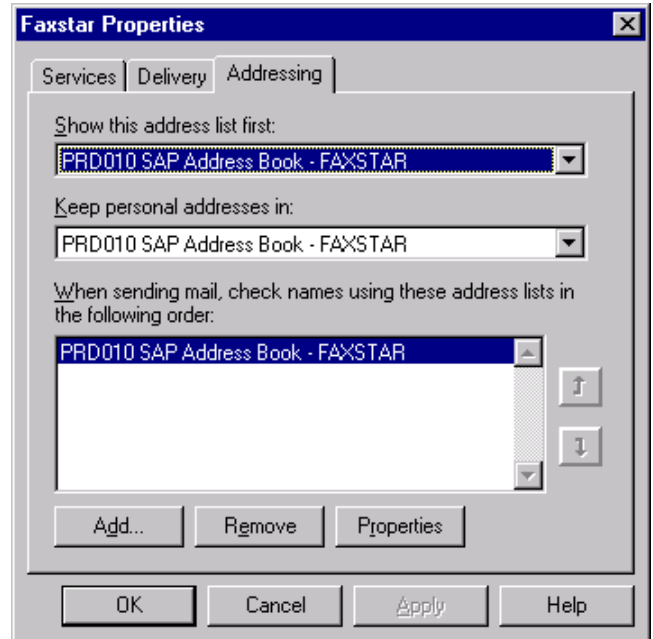 Faxstar Properties
Services Delivery Addressing
Show this address list first:
PRD010 SAP Address Book - FAXSTAR
Keep personal addresses in:
PRD010 SAP Address Book - FAXSTAR
When sending mail, check names using these address lists in
the following order:
PRD010 SAP Address Book - FAXSTAR
Add... Remove Properties
OK Cancel Apply Help